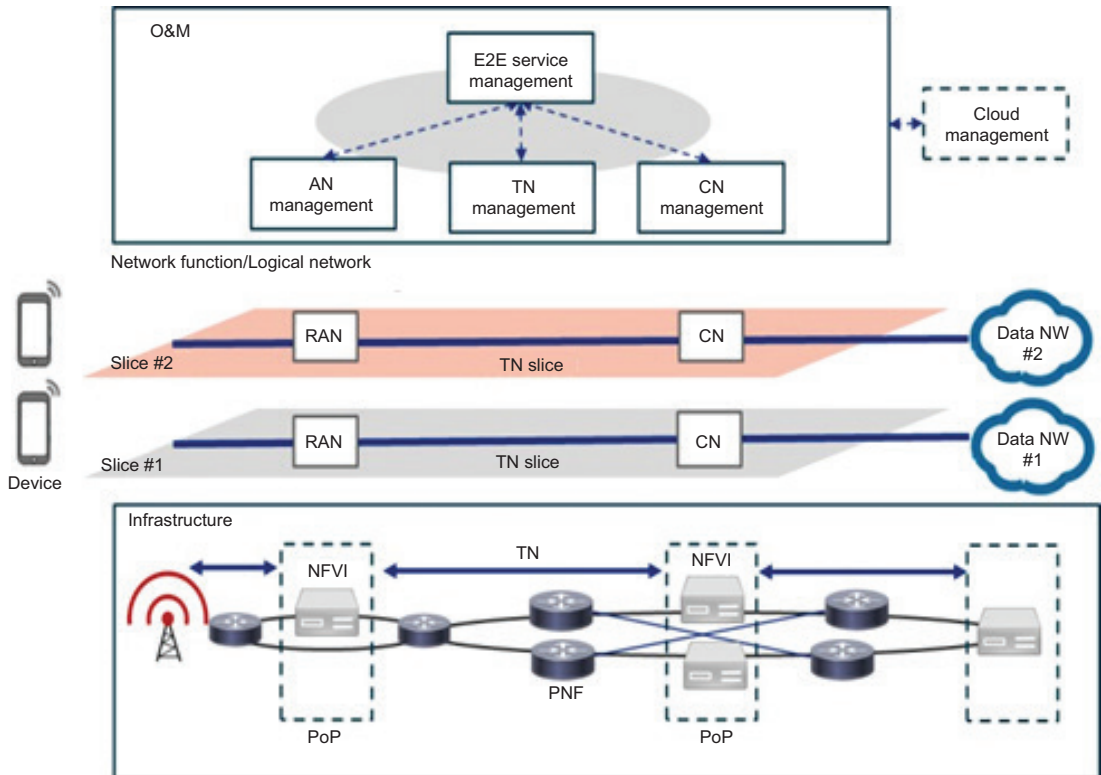 O&M
E2E service
management
Cloud
management
AN
management
TN
management
CN
management
Network function/Logical network
RAN
CN
Data NW
#2
Slice #2
TN slice
RAN
CN
Data NW
#1
Slice #1
TN slice
Device
Infrastructure
TN
NFVI
NFVI
PNF
PoP
PoP